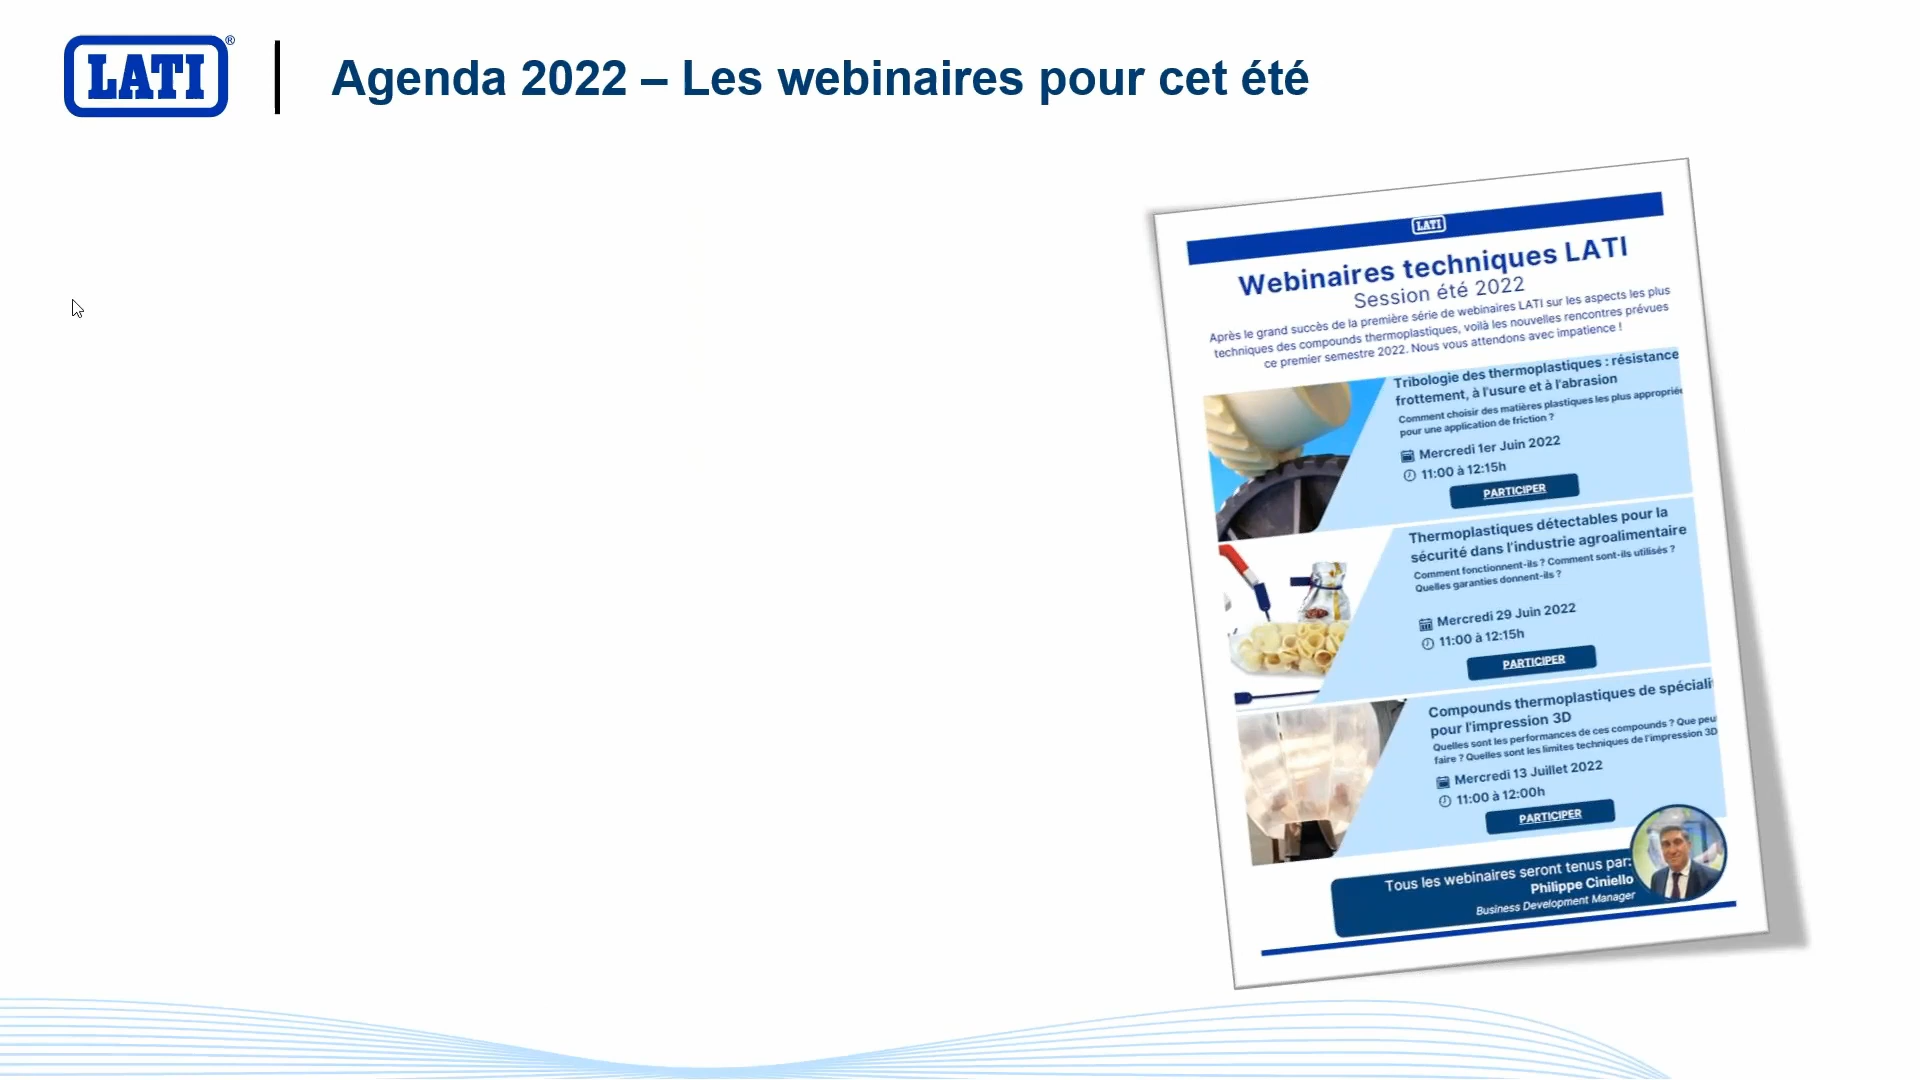 LATI®
Agenda 2022 – Les webinaires pour cet été
LATI
Webinaires techniques LATI
Session été 2022
Après le grand succès de la première série de webinaires LATI sur les aspects les plus
techniques des compounds thermoplastiques, voilà les nouvelles rencontres prévues
ce premier semestre 2022. Nous vous attendons avec impatience !
Tribologie des thermoplastiques : résistance
frottement, à l'usure et à l'abrasion
Comment choisir des matières plastiques les plus
pour une application de friction ?
Mercredi 1er Juin 2022
11:00 à 12:15h
PARTICIPER
Thermoplastiques détectables pour la
sécurité dans l'industrie agroalimentaire
Comment fonctionnent-ils ? Comment sont-ils utilisés ?
Quelles garanties donnent-ils ?
Mercredi 29 Juin 2022
11:00 à 12:15h
PARTICIPER
Compounds thermoplastiques de
pour l'impression 3D
Quelles sont les performances de ces compounds ? Que
faire ? Quelles sont les limites techniques de l'impression 3D
Mercredi 13 Juillet 2022
11:00 à 12:00h
PARTICIPER
Tous les webinaires seront tenus par:
Philippe Ciniello
Business Development Manager